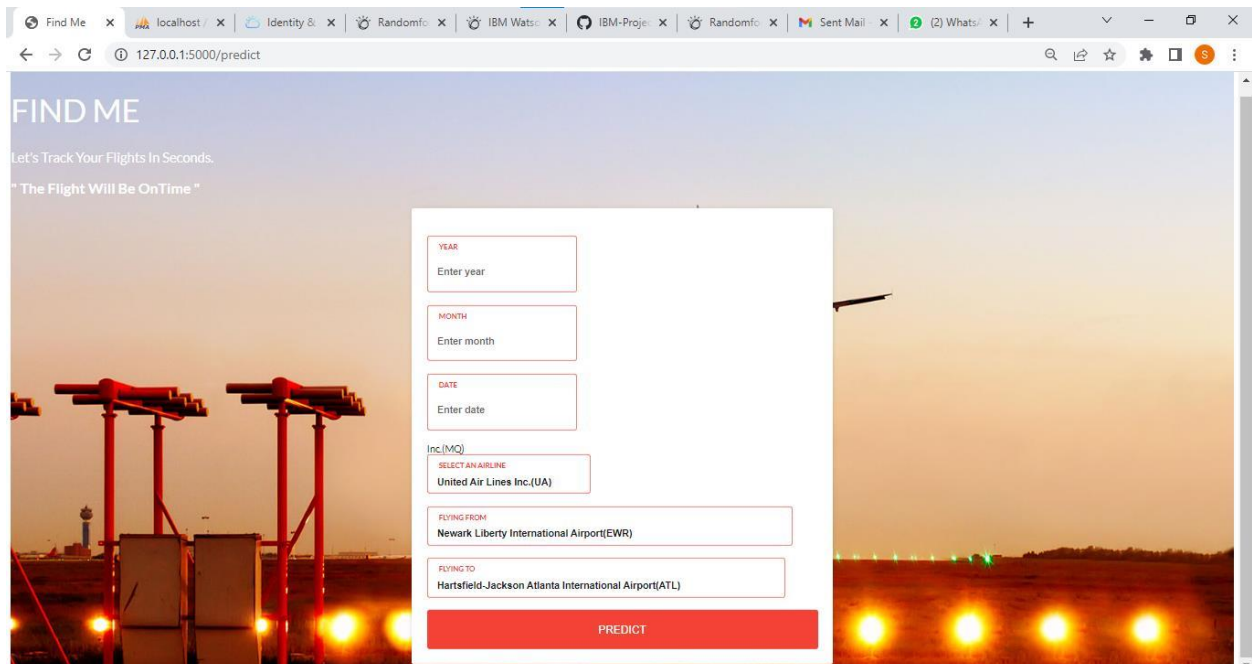 Find Me
localhost /
Identity &
Randomfo
IBM Watso
IBM-Projec
Randomfo
Sent Mail -
2
(2) WhatsA
127.0.0.1:5000/predict
S
FIND ME
Let's Track Your Flights In Seconds.
" The Flight Will Be OnTime "
YEAR
Enter year
MONTH
Enter month
DATE
Enter date
Inc.(MQ)
SELECT AN AIRLINE
United Air Lines Inc.(UA)
FLYING FROM
Newark Liberty International Airport(EWR)
FLYING TO
Hartsfield-Jackson Atlanta International Airport(ATL)
PREDICT